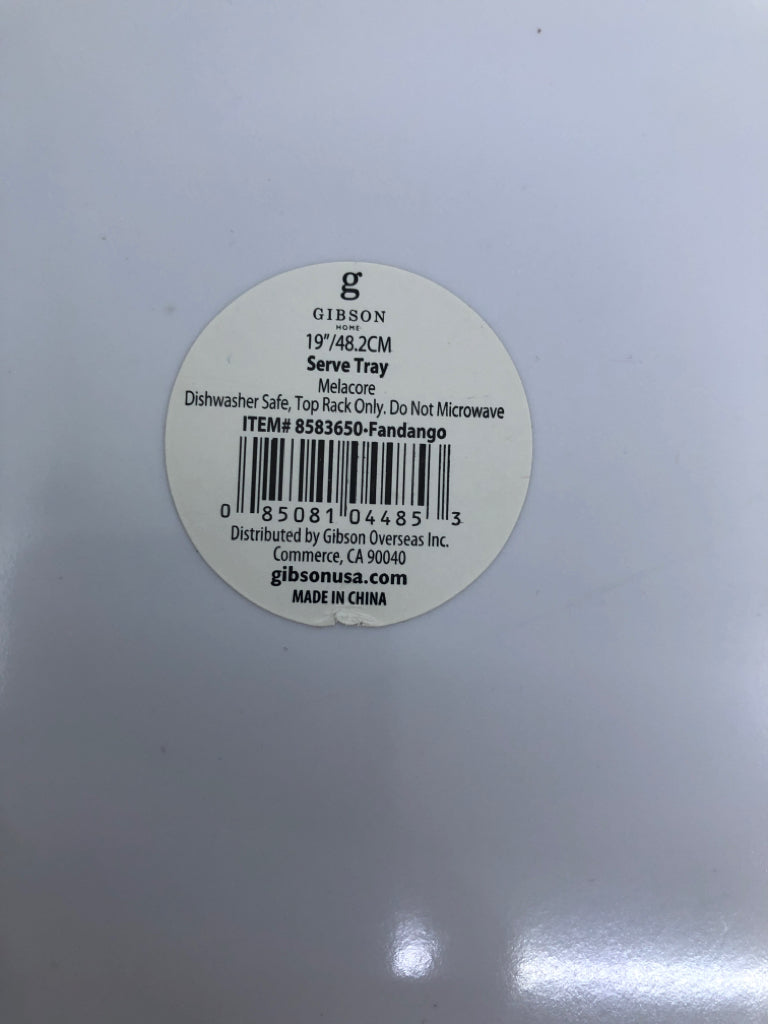 g
GIBSON
HOME
19"/48.2CM
Serve Tray
Melacore
Dishwasher Safe, Top Rack Only. Do Not Microwave
ITEM# 8583650·Fandango
0 85081 04485 3
Distributed by Gibson Overseas Inc.
Commerce, CA 90040
gibsonusa.com
MADE IN CHINA